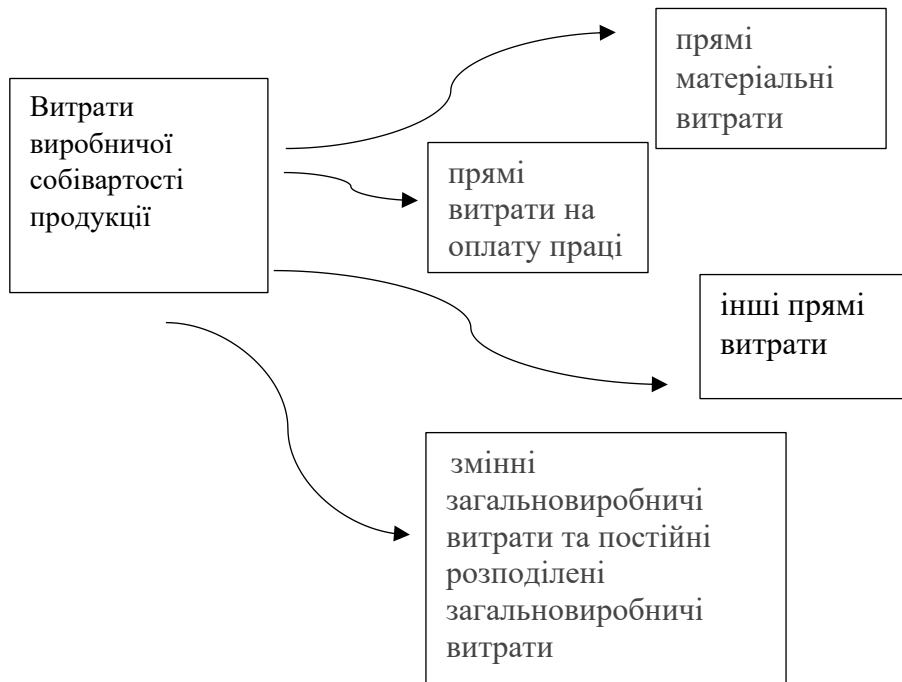 Витрати
виробничої
собівартості
продукції
прямі
матеріальні
витрати
прямі
витрати на
оплату праці
інші прямі
витрати
змінні
загальновиробничі
витрати та постійні
розподілені
загальновиробничі
витрати